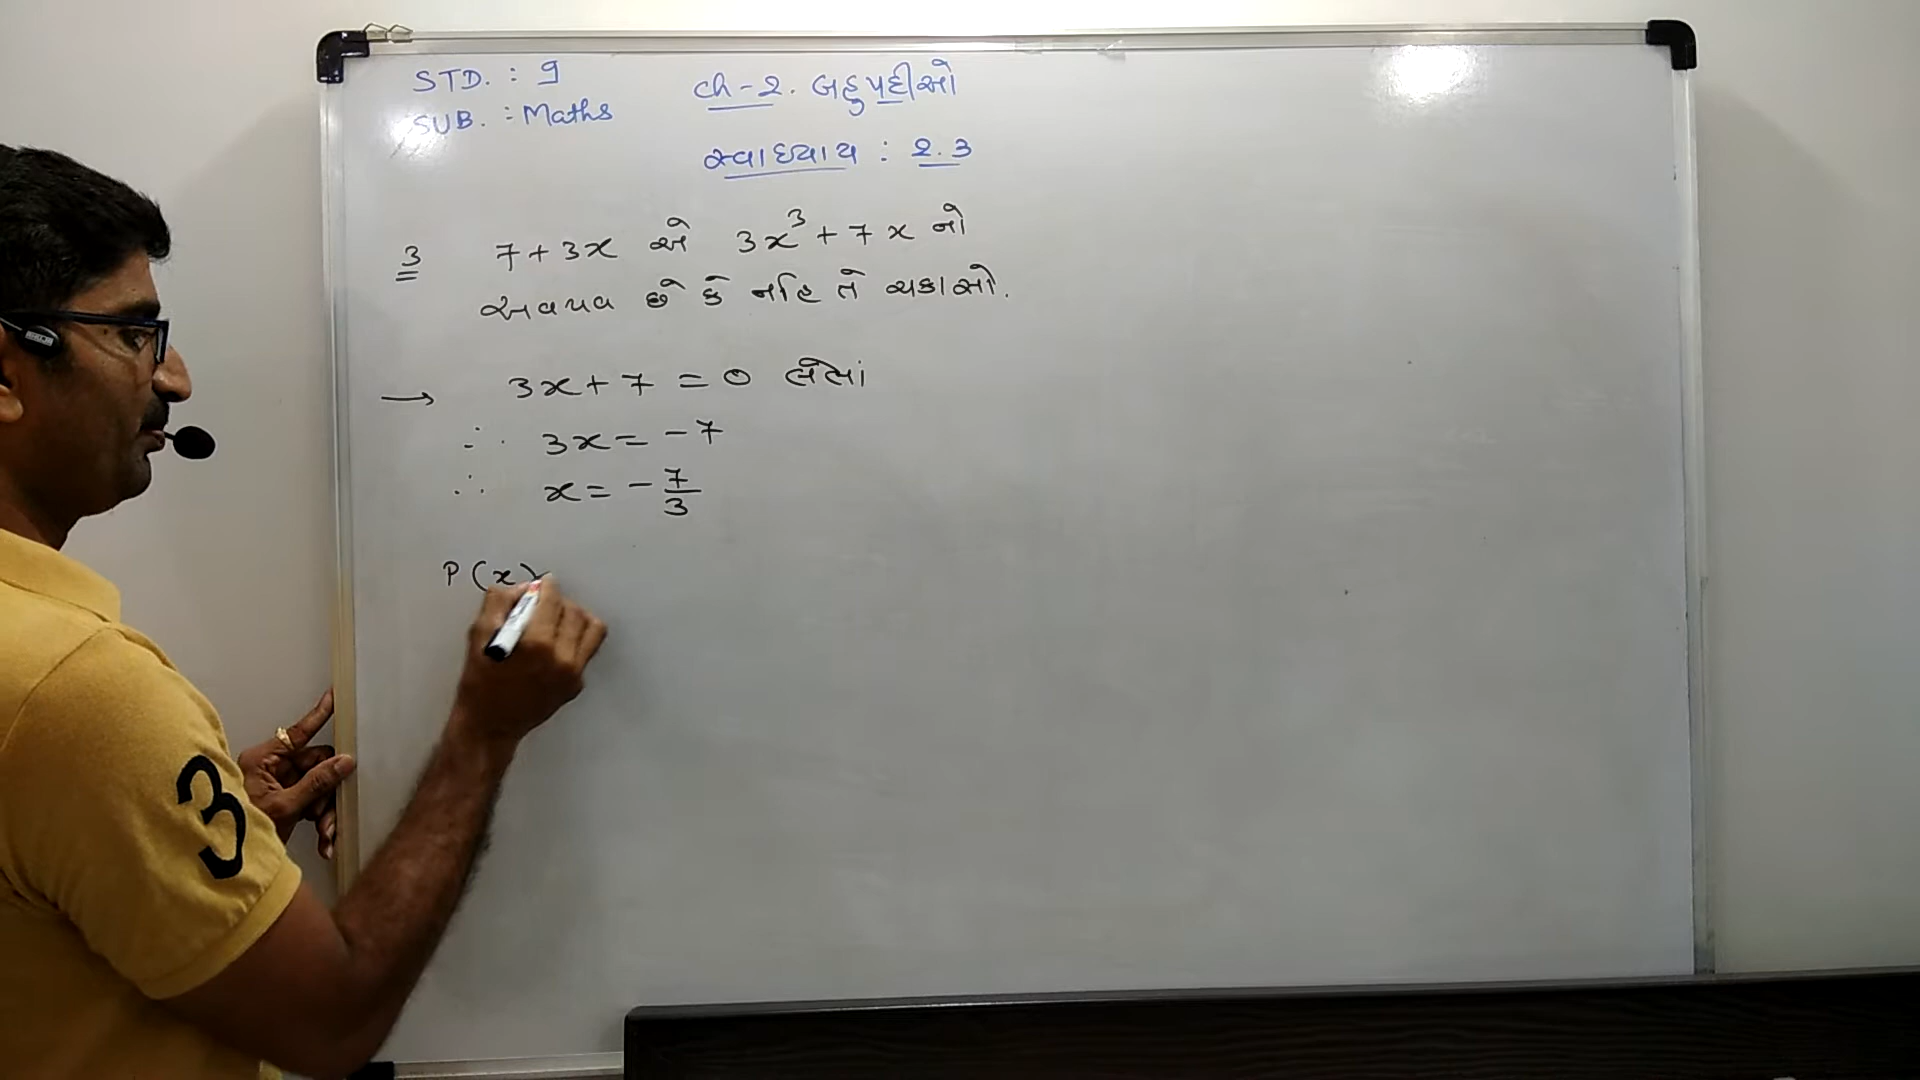 STD. : 9
SUB. : Maths
ch-2. બહુપદીઓ
સ્વાધ્યાય : ૨.3
3 7+3x એ 3x³+7x નો
અવયવ છે કે નહિ તે ચકાસો.
→ 3x+7 = 0 લેતાં
∴ 3x = -7
∴ x = -7/3
P(x)
3